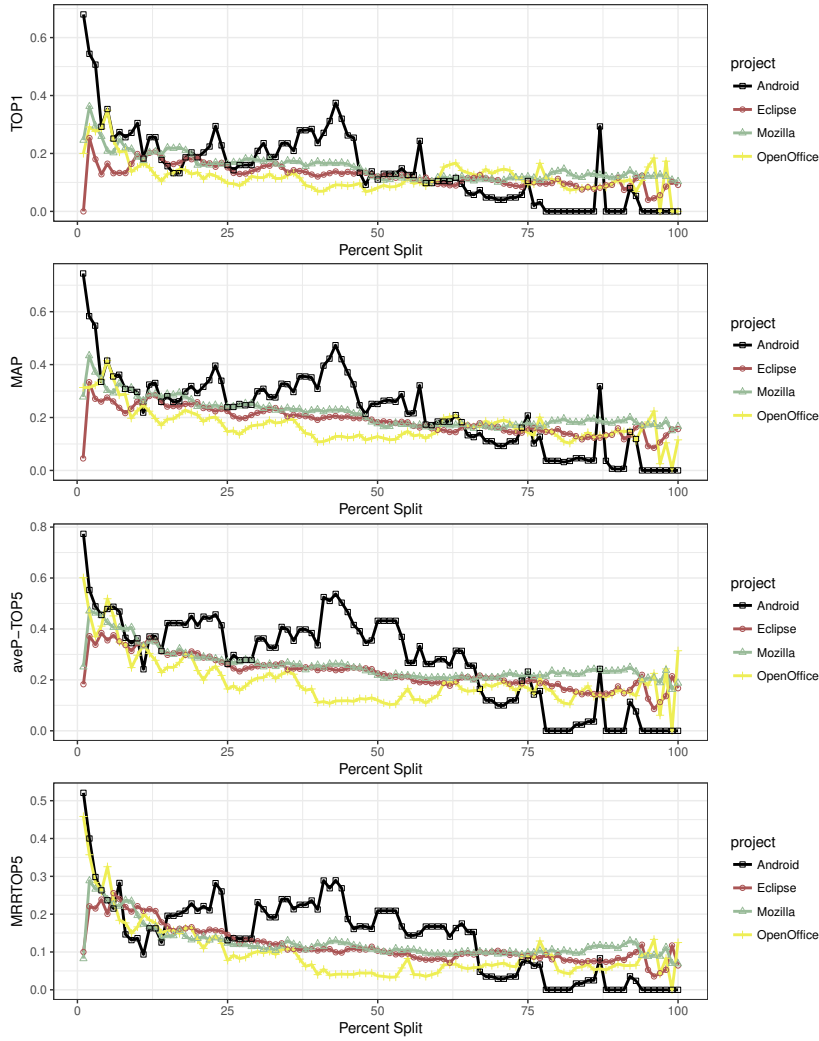 TOP1
0.6
0.4
0.2
0.0
0 25 50 75 100
Percent Split
project
Android
Eclipse
Mozilla
OpenOffice
MAP
0.6
0.4
0.2
0.0
0 25 50 75 100
Percent Split
project
Android
Eclipse
Mozilla
OpenOffice
aveP−TOP5
0.8
0.6
0.4
0.2
0.0
0 25 50 75 100
Percent Split
project
Android
Eclipse
Mozilla
OpenOffice
MRRTOP5
0.5
0.4
0.3
0.2
0.1
0.0
0 25 50 75 100
Percent Split
project
Android
Eclipse
Mozilla
OpenOffice